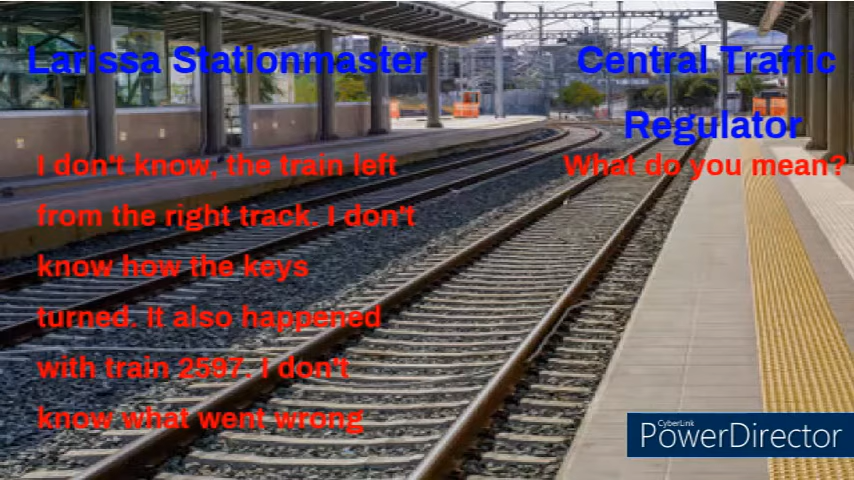 Larissa Stationmaster
I don't know, the train left
from the right track. I don't
know how the keys
turned. It also happened
with train 2597. I don't
know what went wrong
Central Traffic
Regulator
What do you mean?
CyberLink
PowerDirector